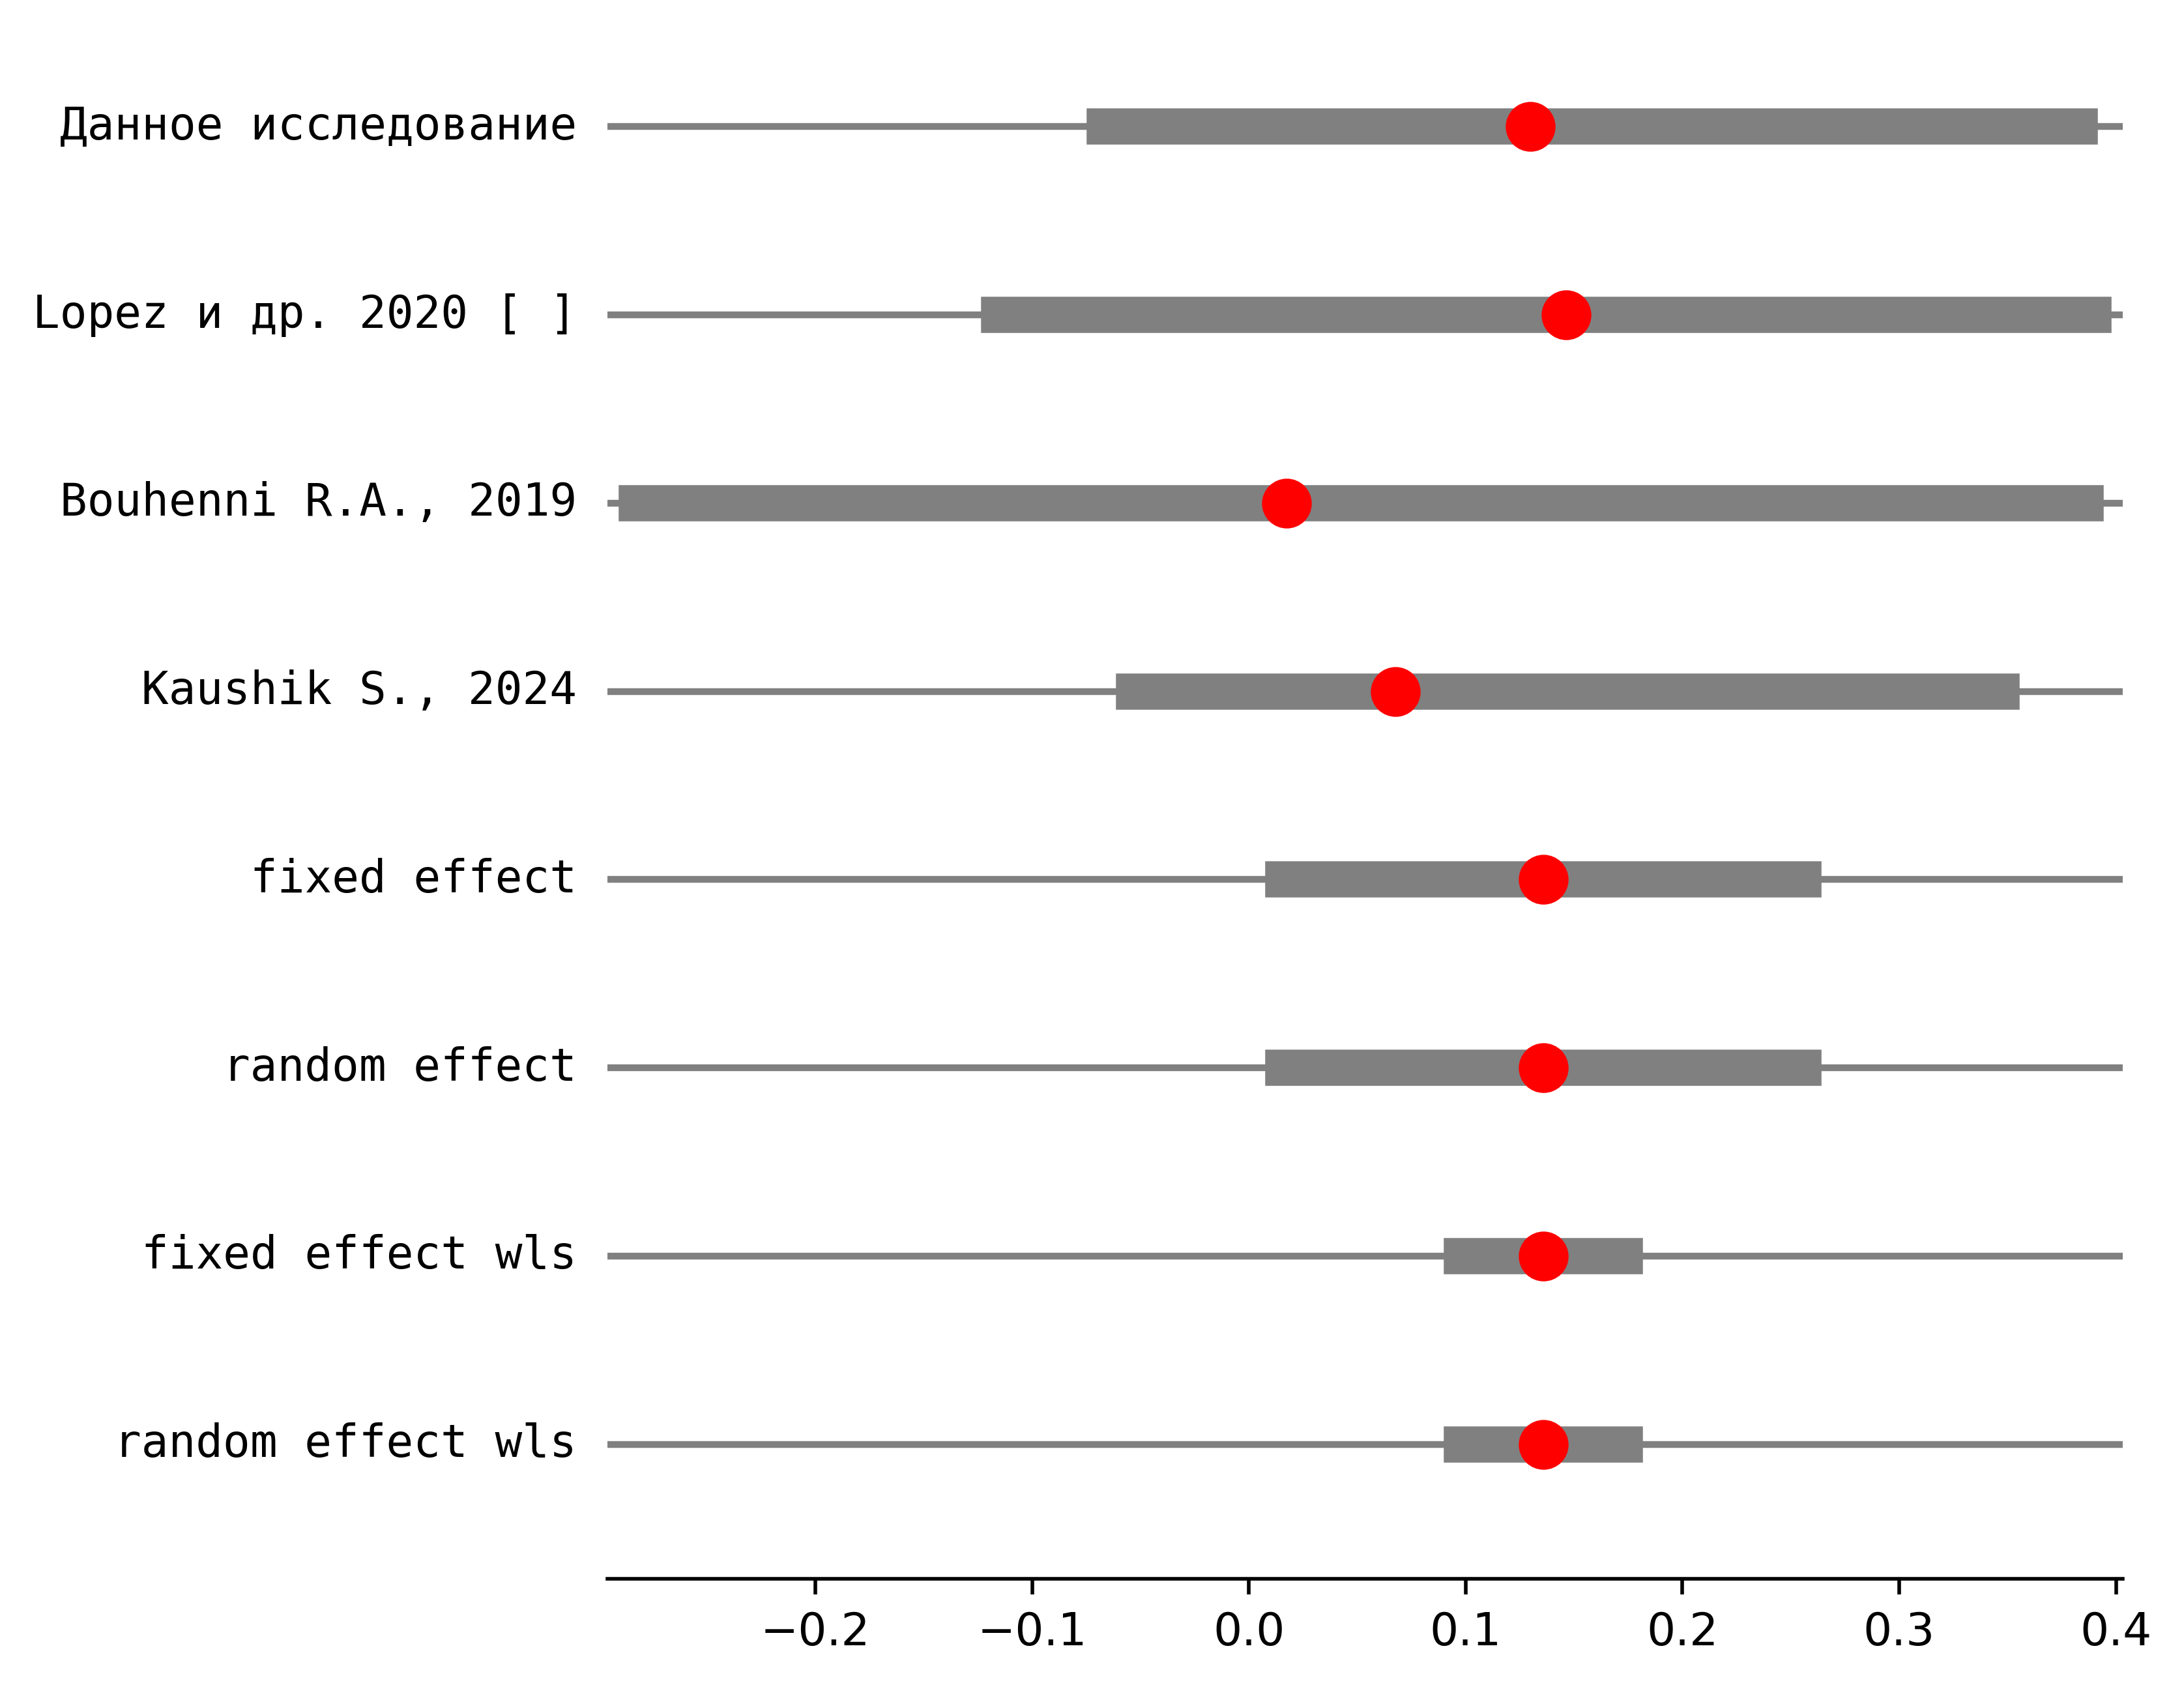 Данное исследование
Lopez и др. 2020 [ ]
Bouhenni R.A., 2019
Kaushik S., 2024
fixed effect
random effect
fixed effect wls
random effect wls
−0.2 −0.1 0.0 0.1 0.2 0.3 0.4